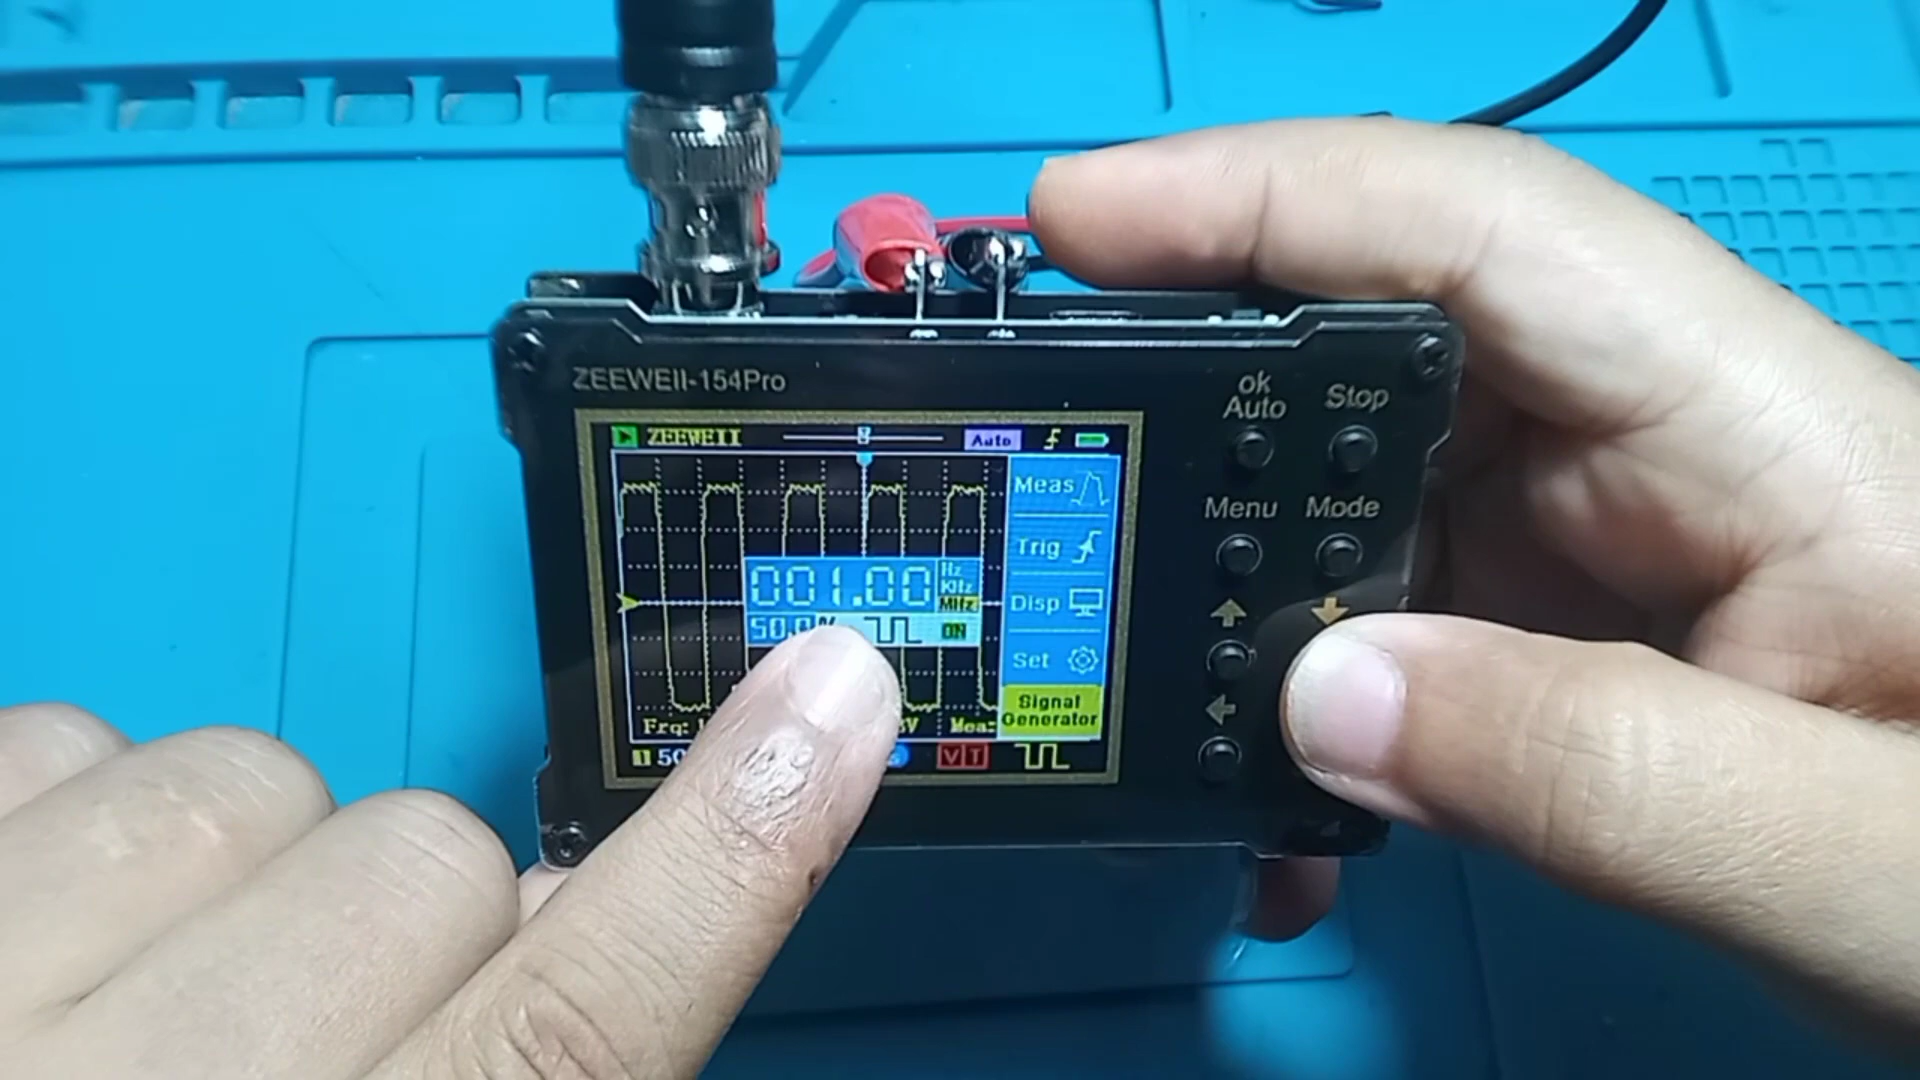 ZEEWEII-154Pro
ok
Auto
Stop
Menu
Mode
ZEEWEII
Auto
Meas
Trig
Disp
Set
Signal
Generator
001.00
Hz
KHz
MHz
ON
Frq:
Mea:
1
V T